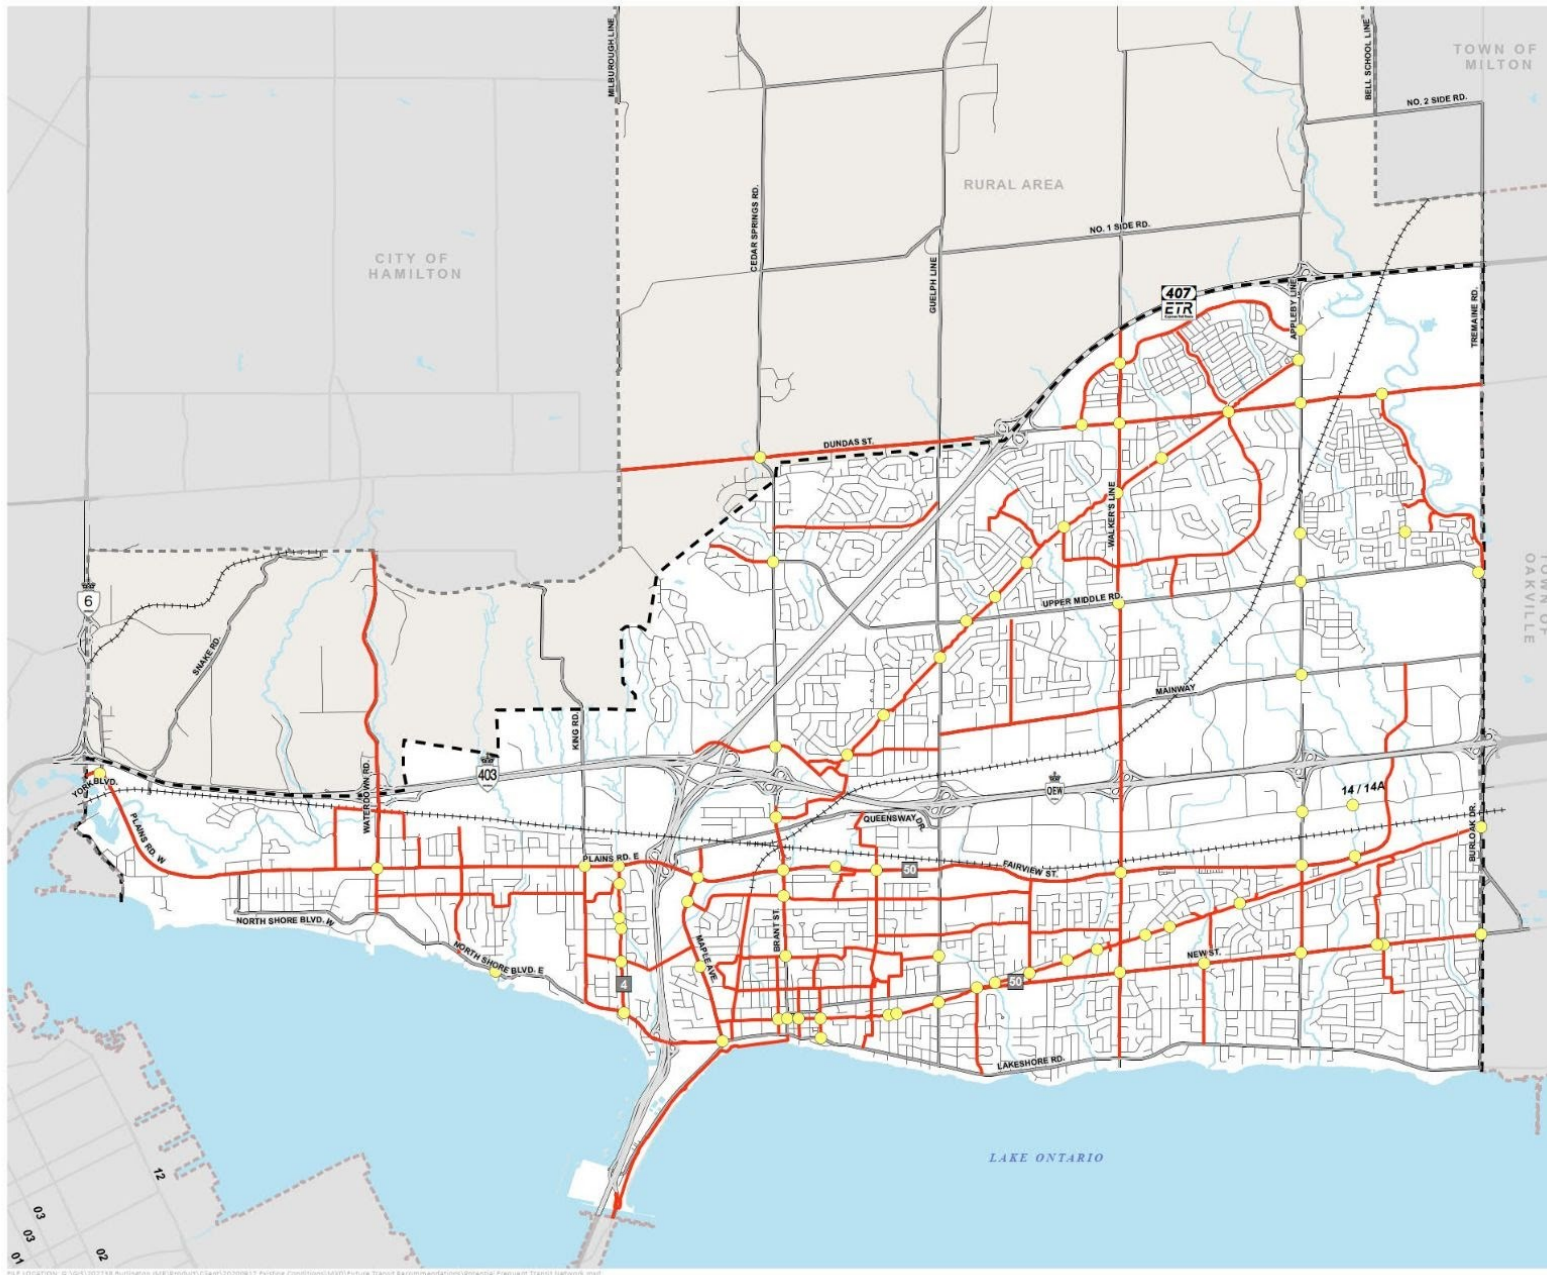 MILBOROUGH LINE
BELL SCHOOL LINE
TOWN OF
MILTON
NO. 2 SIDE RD.
RURAL AREA
CEDAR SPRINGS RD.
NO. 1 SIDE RD.
CITY OF
HAMILTON
GUELPH LINE
407
ETR
APPLEBY LINE
TREMAINE RD.
DUNDAS ST.
WALKER'S LINE
TOWN OF
OAKVILLE
6
UPPER MIDDLE RD.
SNAKE RD.
MAINWAY
KING RD.
403
WATERDOWN RD.
YORK BLVD.
QEW
14 / 14A
PLAINS RD. W
QUEENSWAY DR.
BURLOAK DR.
PLAINS RD. E
FAIRVIEW ST.
50
NORTH SHORE BLVD. W
BRANT ST.
MAPLE AVE.
NORTH SHORE BLVD. E
NEW ST.
4
50
LAKESHORE RD.
LAKE ONTARIO
12
03
03
02
01